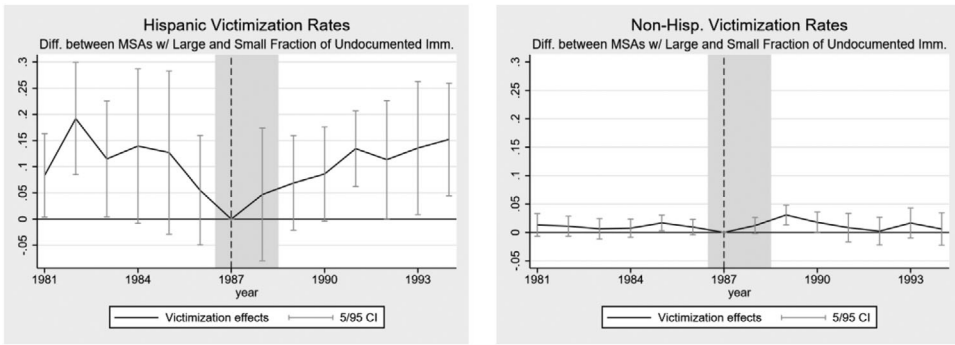 Hispanic Victimization Rates
Diff. between MSAs w/ Large and Small Fraction of Undocumented Imm.
.3
.25
.2
.15
.1
.05
0
-.05
1981 1984 1987 1990 1993
year
Victimization effects 5/95 CI
Non-Hisp. Victimization Rates
Diff. between MSAs w/ Large and Small Fraction of Undocumented Imm.
.3
.25
.2
.15
.1
.05
0
-.05
1981 1984 1987 1990 1993
year
Victimization effects 5/95 CI